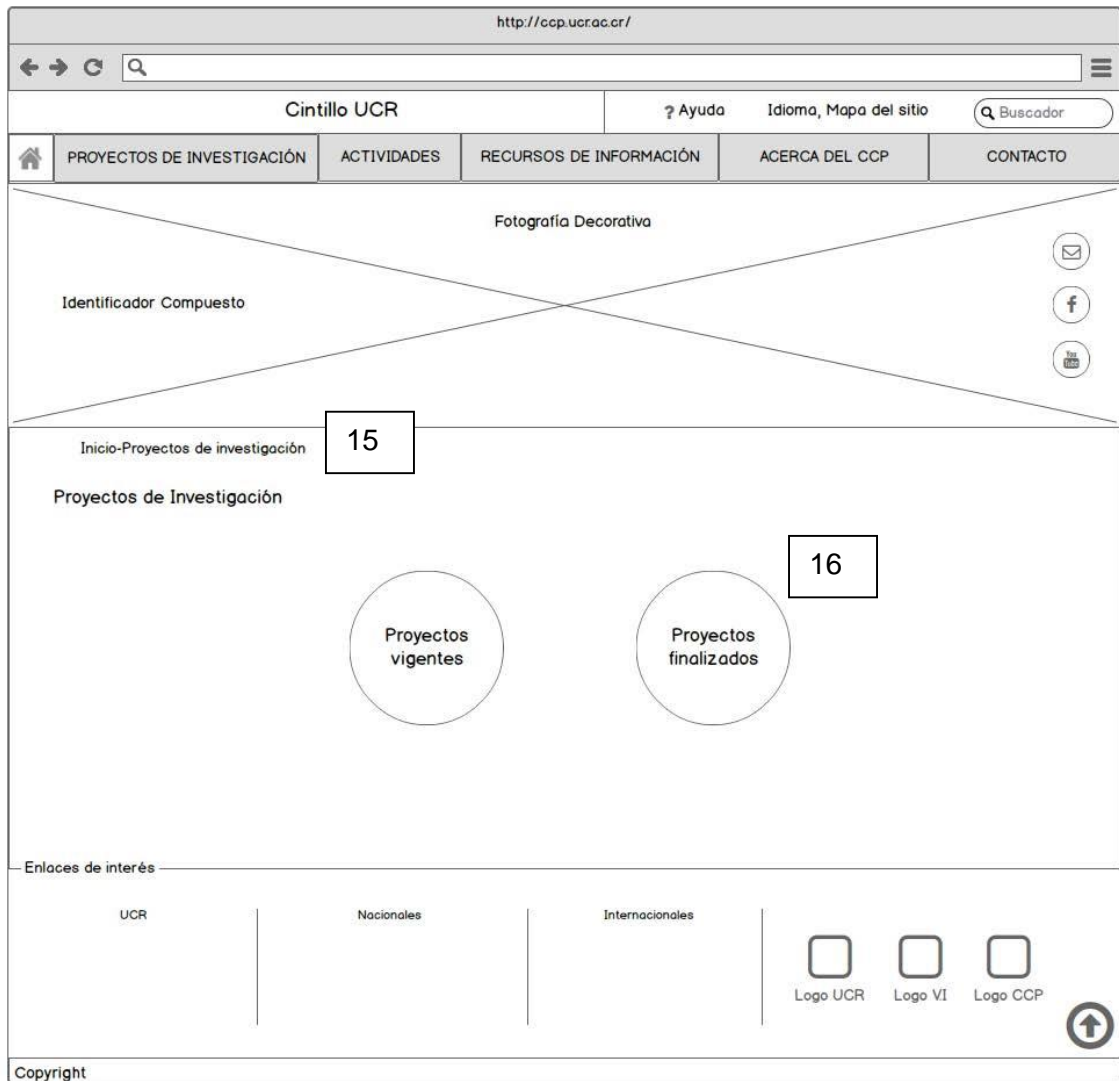 http://ccp.ucr.ac.cr/
Cintillo UCR
? Ayuda
Idioma, Mapa del sitio
Buscador
PROYECTOS DE INVESTIGACIÓN
ACTIVIDADES
RECURSOS DE INFORMACIÓN
ACERCA DEL CCP
CONTACTO
Fotografía Decorativa
Identificador Compuesto
f
You
Tube
Inicio-Proyectos de investigación
15
Proyectos de Investigación
16
Proyectos
vigentes
Proyectos
finalizados
Enlaces de interés
UCR
Nacionales
Internacionales
Logo UCR
Logo VI
Logo CCP
Copyright